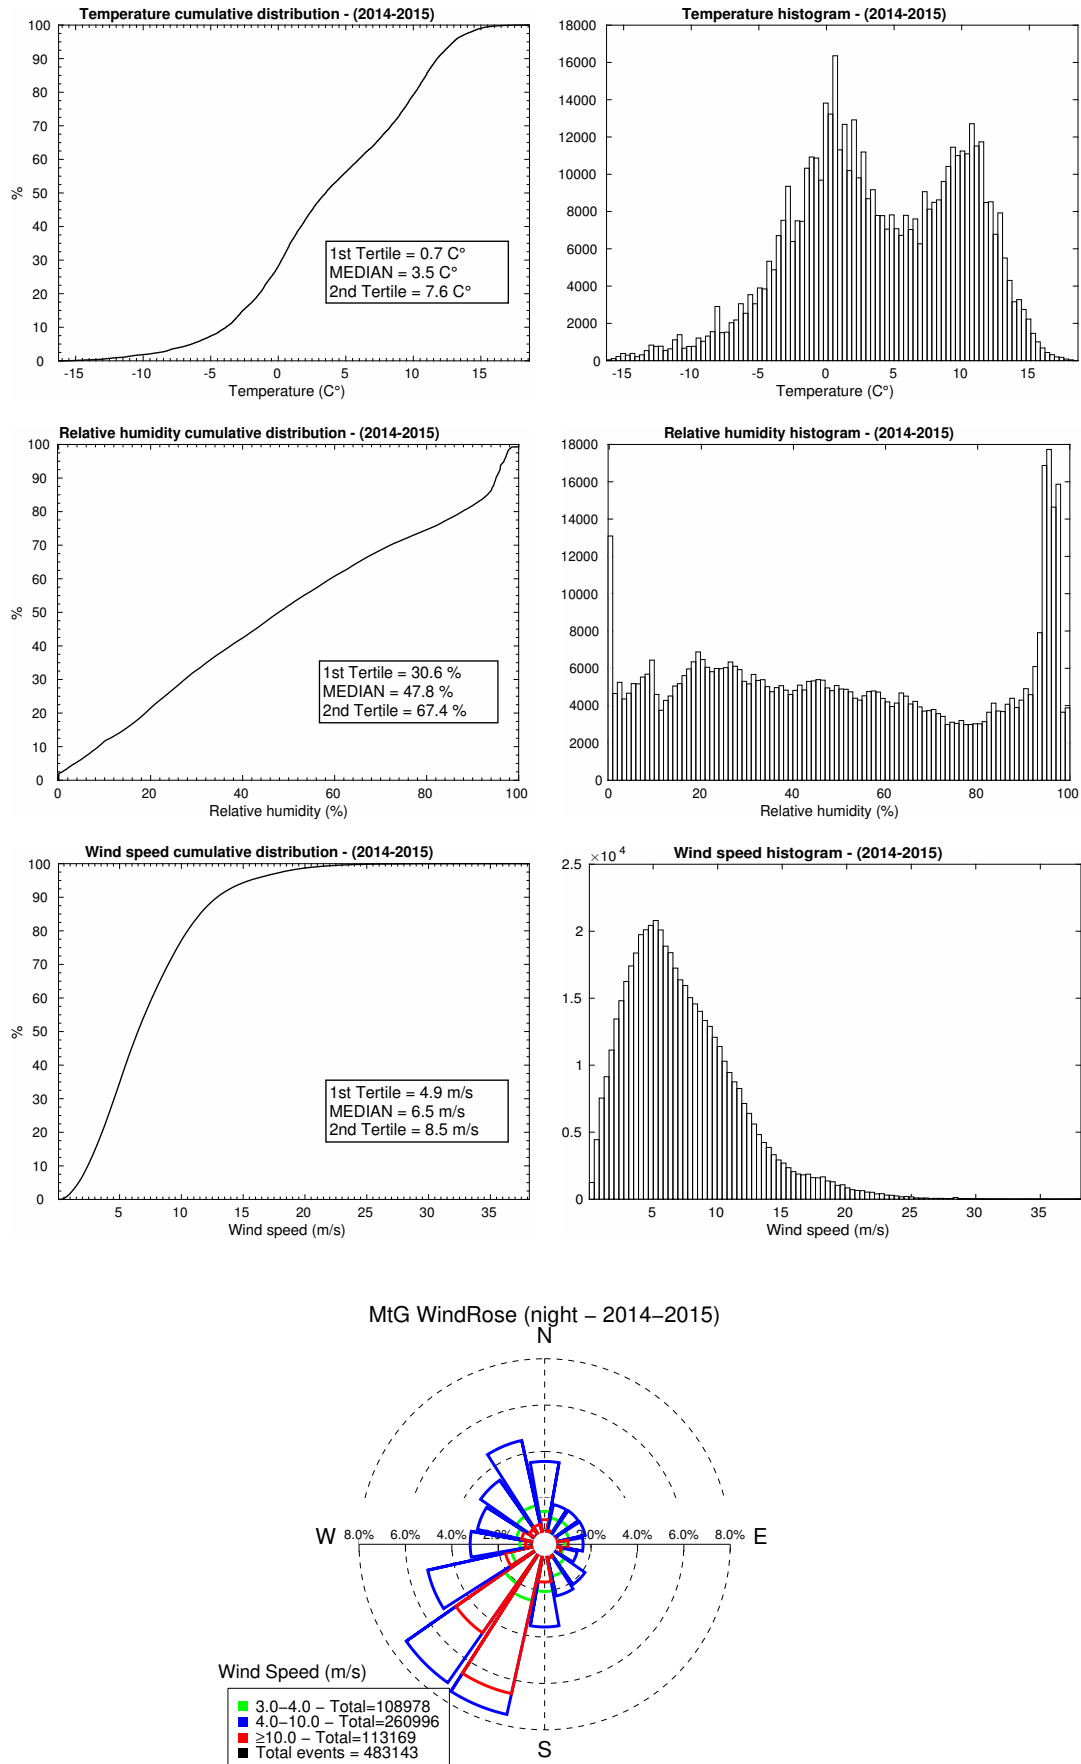 Temperature cumulative distribution - (2014-2015)
100
90
80
70
60
50
40
30
20
10
0
%
1st Tertile = 0.7 C°
MEDIAN = 3.5 C°
2nd Tertile = 7.6 C°
-15 -10 -5 0 5 10 15
Temperature (C°)
Temperature histogram - (2014-2015)
18000
16000
14000
12000
10000
8000
6000
4000
2000
0
-15 -10 -5 0 5 10 15
Temperature (C°)
Relative humidity cumulative distribution - (2014-2015)
100
90
80
70
60
50
40
30
20
10
0
%
1st Tertile = 30.6 %
MEDIAN = 47.8 %
2nd Tertile = 67.4 %
0 20 40 60 80 100
Relative humidity (%)
Relative humidity histogram - (2014-2015)
18000
16000
14000
12000
10000
8000
6000
4000
2000
0
0 20 40 60 80 100
Relative humidity (%)
Wind speed cumulative distribution - (2014-2015)
100
90
80
70
60
50
40
30
20
10
0
%
1st Tertile = 4.9 m/s
MEDIAN = 6.5 m/s
2nd Tertile = 8.5 m/s
5 10 15 20 25 30 35
Wind speed (m/s)
Wind speed histogram - (2014-2015)
×10 4
2.5
2
1.5
1
0.5
0
5 10 15 20 25 30 35
Wind speed (m/s)
MtG WindRose (night − 2014−2015)
N
W 8.0% 6.0% 4.0% 2.0% 2.0% 4.0% 6.0% 8.0% E
S
Wind Speed (m/s)
3.0−4.0 − Total=108978
4.0−10.0 − Total=260996
≥10.0 − Total=113169
Total events = 483143